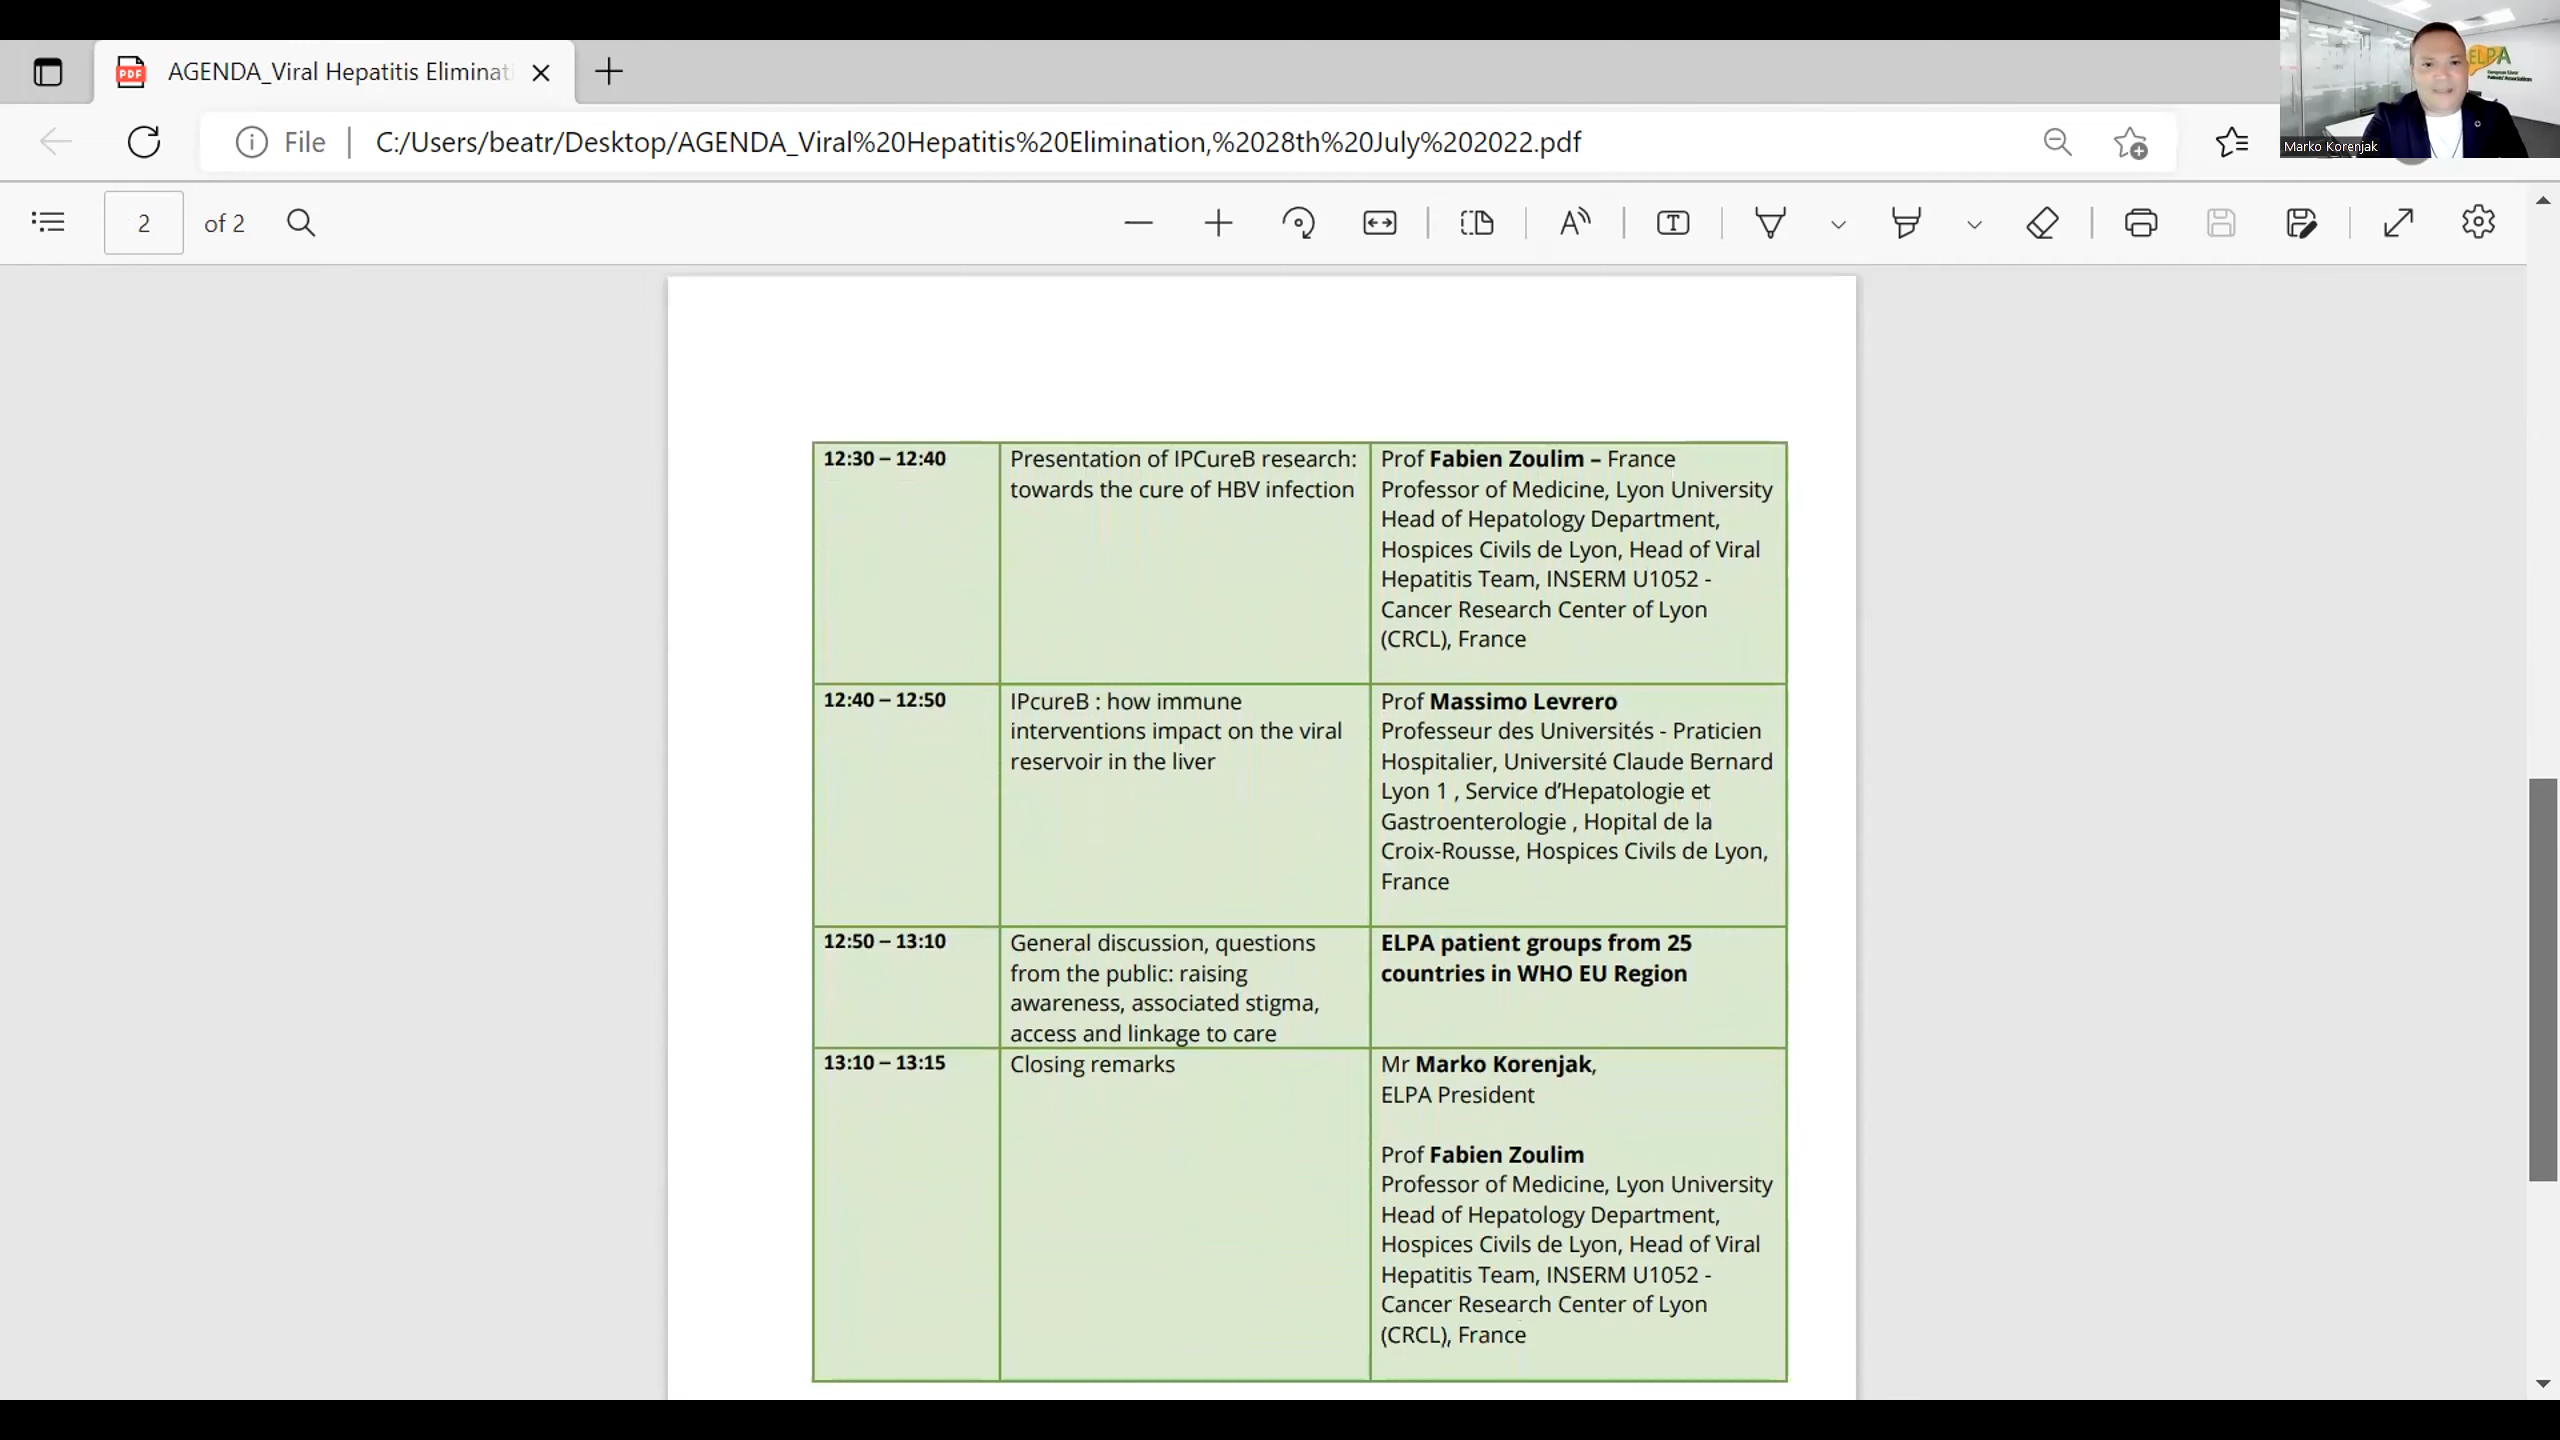 AGENDA_Viral Hepatitis Eliminat
File
C:/Users/beatr/Desktop/AGENDA_Viral%20Hepatitis%20Elimination,%2028th%20July%202022.pdf
ELPA
European Liver
Patients' Association
Marko Korenjak
2
of 2
12:30 – 12:40
Presentation of IPCureB research:
towards the cure of HBV infection
Prof Fabien Zoulim – France
Professor of Medicine, Lyon University
Head of Hepatology Department,
Hospices Civils de Lyon, Head of Viral
Hepatitis Team, INSERM U1052 -
Cancer Research Center of Lyon
(CRCL), France
12:40 – 12:50
IPcureB : how immune
interventions impact on the viral
reservoir in the liver
Prof Massimo Levrero
Professeur des Universités - Praticien
Hospitalier, Université Claude Bernard
Lyon 1 , Service d’Hepatologie et
Gastroenterologie , Hopital de la
Croix-Rousse, Hospices Civils de Lyon,
France
12:50 – 13:10
General discussion, questions
from the public: raising
awareness, associated stigma,
access and linkage to care
ELPA patient groups from 25
countries in WHO EU Region
13:10 – 13:15
Closing remarks
Mr Marko Korenjak,
ELPA President
Prof Fabien Zoulim
Professor of Medicine, Lyon University
Head of Hepatology Department,
Hospices Civils de Lyon, Head of Viral
Hepatitis Team, INSERM U1052 -
Cancer Research Center of Lyon
(CRCL), France